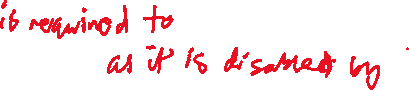 is required to
as it is disabled by